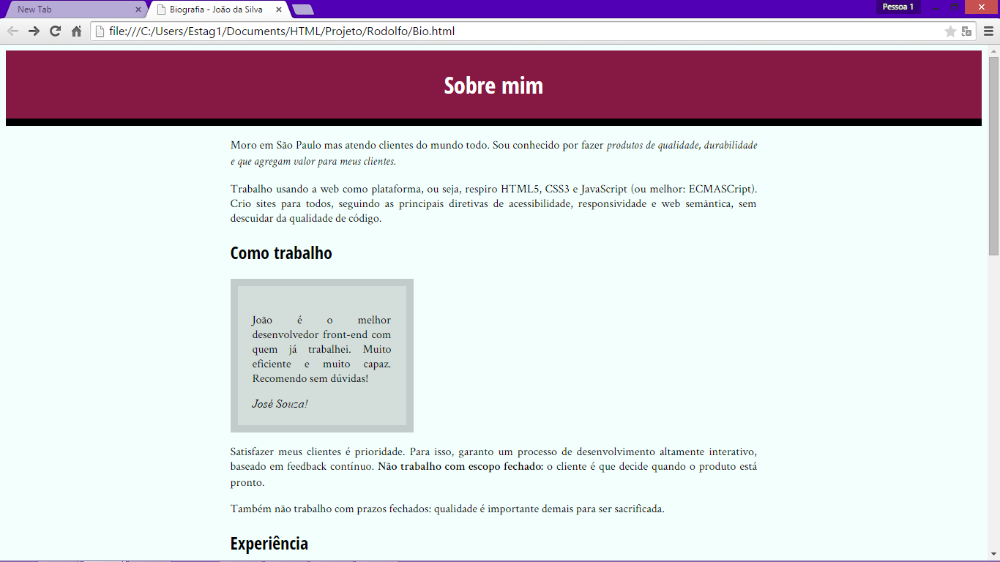 New Tab
Biografia - João da Silva
Pessoa 1
file:///C:/Users/Estag1/Documents/HTML/Projeto/Rodolfo/Bio.html
Sobre mim
Moro em São Paulo mas atendo clientes do mundo todo. Sou conhecido por fazer produtos de qualidade, durabilidade
e que agregam valor para meus clientes.
Trabalho usando a web como plataforma, ou seja, respiro HTML5, CSS3 e JavaScript (ou melhor: ECMASCript).
Crio sites para todos, seguindo as principais diretivas de acessibilidade, responsividade e web semântica, sem
descuidar da qualidade de código.
Como trabalho
João é o melhor
desenvolvedor front-end com
quem já trabalhei. Muito
eficiente e muito capaz.
Recomendo sem dúvidas!
José Souza!
Satisfazer meus clientes é prioridade. Para isso, garanto um processo de desenvolvimento altamente interativo,
baseado em feedback contínuo. Não trabalho com escopo fechado: o cliente é que decide quando o produto está
pronto.
Também não trabalho com prazos fechados: qualidade é importante demais para ser sacrificada.
Experiência